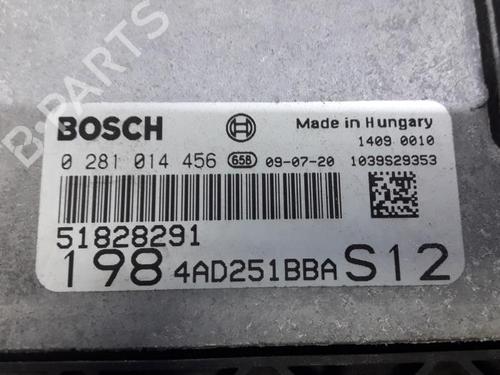 B-PARTS
BOSCH
Made in Hungary
1409 0010
0 281 014 456 658 09-07-20 1039S29353
51828291
198 4AD251BBA S12